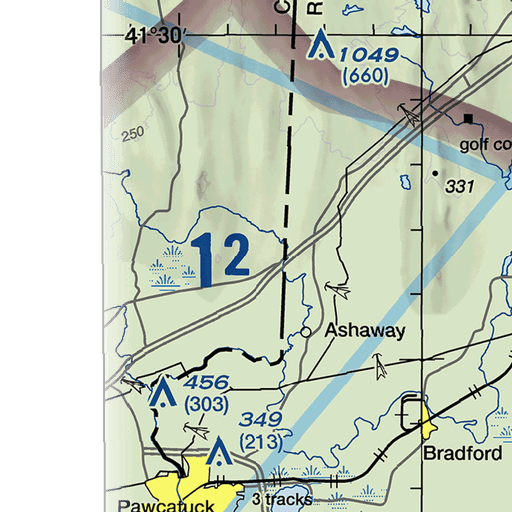 C
R
41°30'
1049
(660)
250
golf co
331
12
Ashaway
456
(303)
349
(213)
Bradford
3 tracks
Pawcatuck